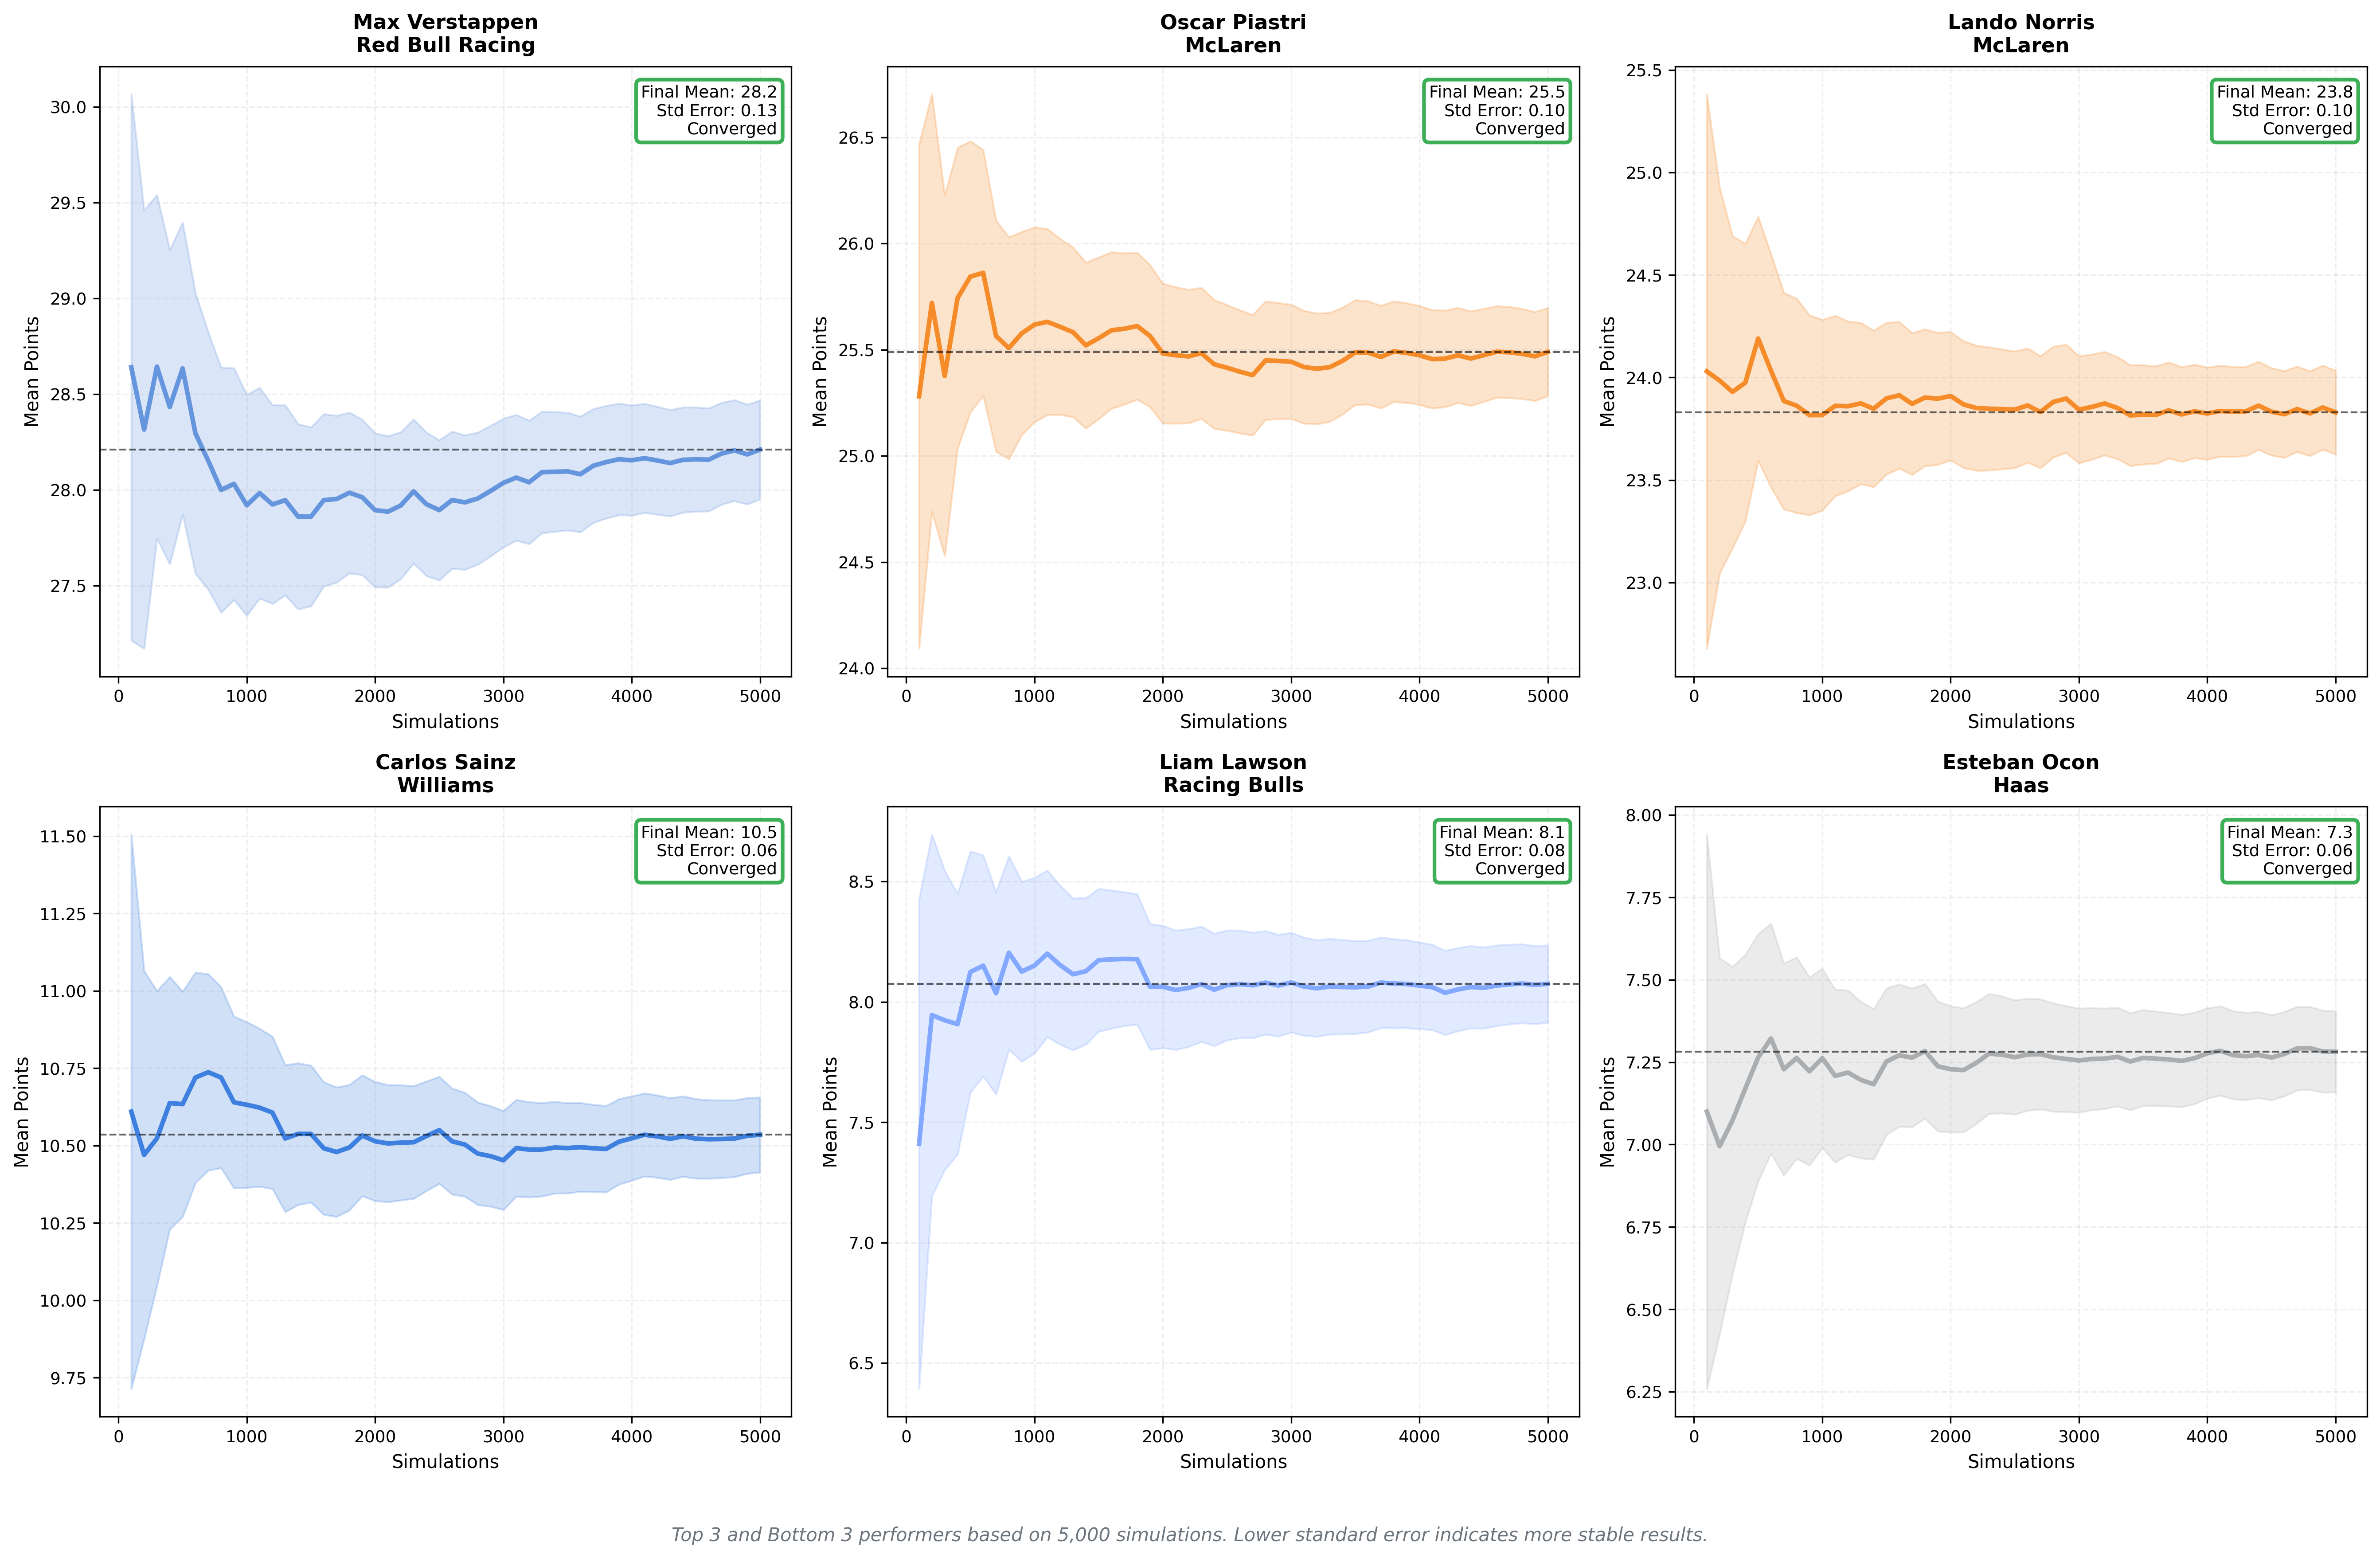 Max Verstappen
Red Bull Racing
Final Mean: 28.2
Std Error: 0.13
Converged
Mean Points
30.0
29.5
29.0
28.5
28.0
27.5
0 1000 2000 3000 4000 5000
Simulations
Oscar Piastri
McLaren
Final Mean: 25.5
Std Error: 0.10
Converged
Mean Points
26.5
26.0
25.5
25.0
24.5
24.0
0 1000 2000 3000 4000 5000
Simulations
Lando Norris
McLaren
Final Mean: 23.8
Std Error: 0.10
Converged
Mean Points
25.5
25.0
24.5
24.0
23.5
23.0
0 1000 2000 3000 4000 5000
Simulations
Carlos Sainz
Williams
Final Mean: 10.5
Std Error: 0.06
Converged
Mean Points
11.50
11.25
11.00
10.75
10.50
10.25
10.00
9.75
0 1000 2000 3000 4000 5000
Simulations
Liam Lawson
Racing Bulls
Final Mean: 8.1
Std Error: 0.08
Converged
Mean Points
8.5
8.0
7.5
7.0
6.5
0 1000 2000 3000 4000 5000
Simulations
Esteban Ocon
Haas
Final Mean: 7.3
Std Error: 0.06
Converged
Mean Points
8.00
7.75
7.50
7.25
7.00
6.75
6.50
6.25
0 1000 2000 3000 4000 5000
Simulations
Top 3 and Bottom 3 performers based on 5,000 simulations. Lower standard error indicates more stable results.